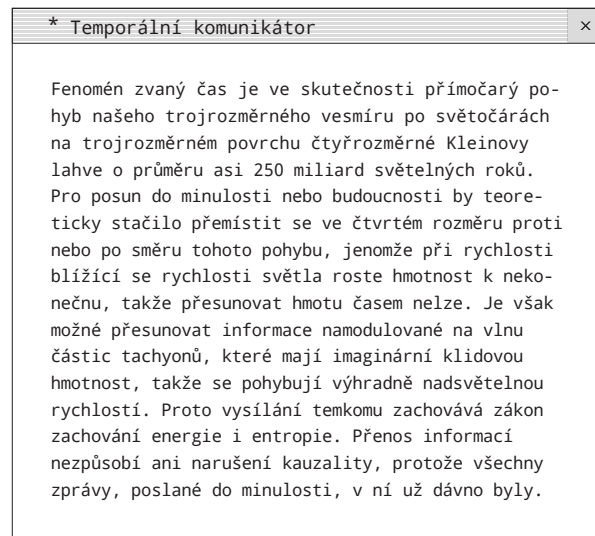 * Temporální komunikátor ×
Fenomén zvaný čas je ve skutečnosti přímočarý po-
hyb našeho trojrozměrného vesmíru po světočárách
na trojrozměrném povrchu čtyřrozměrné Kleinovy
lahve o průměru asi 250 miliard světelných roků.
Pro posun do minulosti nebo budoucnosti by teore-
ticky stačilo přemístit se ve čtvrtém rozměru proti
nebo po směru tohoto pohybu, jenomže při rychlosti
blížící se rychlosti světla roste hmotnost k neko-
nečnu, takže přesunovat hmotu časem nelze. Je však
možné přesunovat informace namodulované na vlnu
částic tachyonů, které mají imaginární klidovou
hmotnost, takže se pohybují výhradně nadsvětelnou
rychlostí. Proto vysílání temkomu zachovává zákon
zachování energie i entropie. Přenos informací
nezpůsobí ani narušení kauzality, protože všechny
zprávy, poslané do minulosti, v ní už dávno byly.